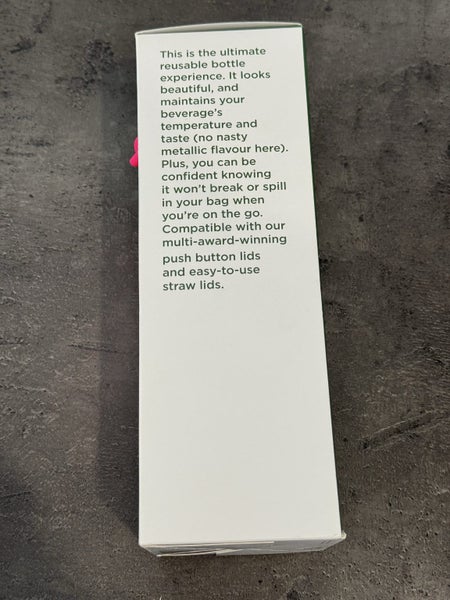 This is the ultimate
reusable bottle
experience. It looks
beautiful, and
maintains your
beverage's
temperature and
taste (no nasty
metallic flavour here).
Plus, you can be
confident knowing
it won't break or spill
in your bag when
you're on the go.
Compatible with our
multi-award-winning
push button lids
and easy-to-use
straw lids.